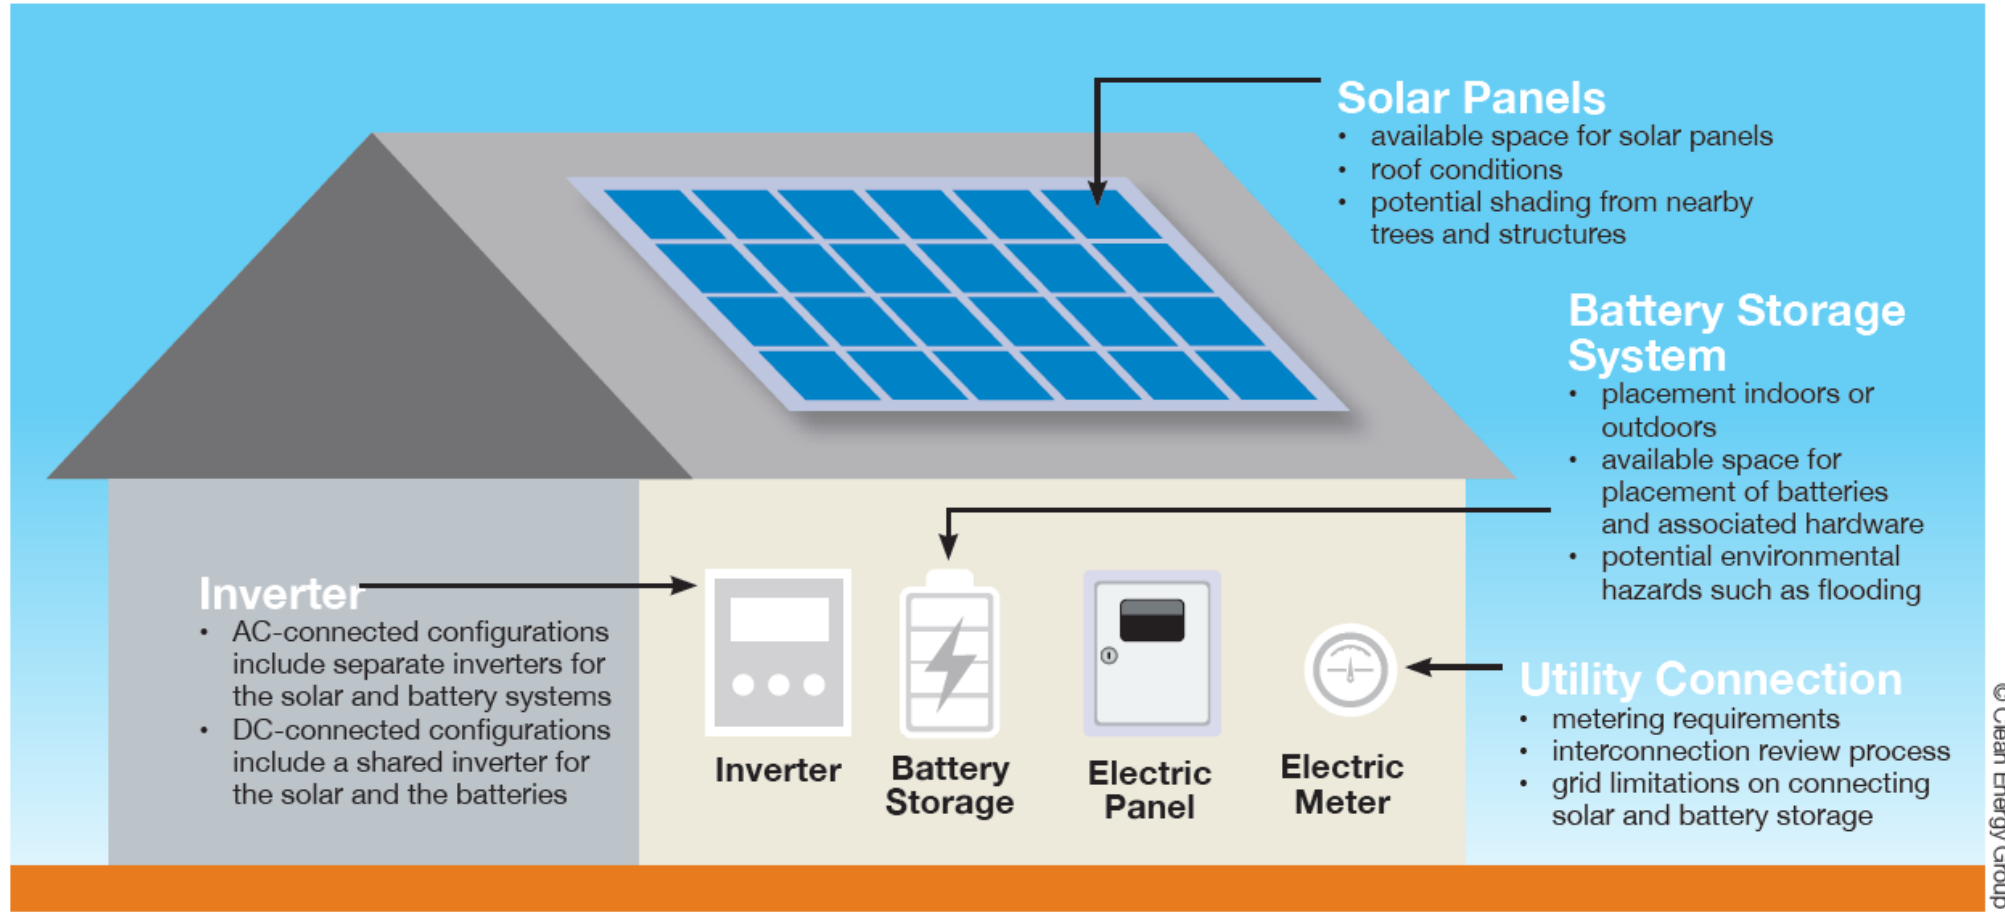 Solar Panels
• available space for solar panels
• roof conditions
• potential shading from nearby
trees and structures
Battery Storage
System
• placement indoors or
outdoors
• available space for
placement of batteries
and associated hardware
• potential environmental
hazards such as flooding
Inverter
• AC-connected configurations
include separate inverters for
the solar and battery systems
• DC-connected configurations
include a shared inverter for
the solar and the batteries
Inverter
Battery
Storage
Electric
Panel
Electric
Meter
Utility Connection
• metering requirements
• interconnection review process
• grid limitations on connecting
solar and battery storage
© Clean Energy Group